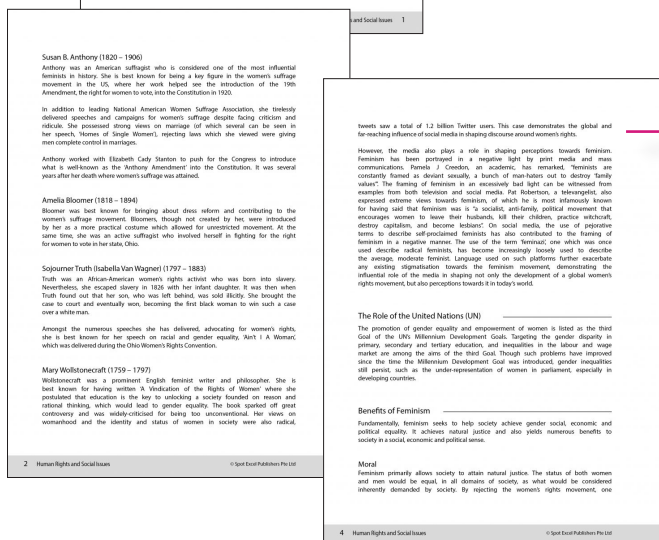 s and Social Issues 1
Susan B. Anthony (1820 – 1906)
Anthony was an American suffragist who is considered one of the most influential
feminists in history. She is best known for being a key figure in the women's suffrage
movement in the US, where her work helped see the introduction of the 19th
Amendment, the right for women to vote, into the Constitution in 1920.
In addition to leading National American Women Suffrage Association, she tirelessly
delivered speeches and campaigns for women's suffrage despite facing criticism and
ridicule. She possessed strong views on marriage (of which several can be seen in
her speech, 'Homes of Single Women'), rejecting laws which she viewed were giving
men complete control in marriages.
Anthony worked with Elizabeth Cady Stanton to push for the Congress to introduce
what is well-known as the 'Anthony Amendment' into the Constitution. It was several
years after her death where women's suffrage was attained.
Amelia Bloomer (1818 – 1894)
Bloomer was best known for bringing about dress reform and contributing to the
women's suffrage movement. Bloomers, though not created by her, were introduced
by her as a more practical costume which allowed for unrestricted movement. At the
same time, she was an active suffragist who involved herself in fighting for the right
for women to vote in her state, Ohio.
Sojourner Truth (Isabella Van Wagner) (1797 – 1883)
Truth was an African-American women's rights activist who was born into slavery.
Nevertheless, she escaped slavery in 1826 with her infant daughter. It was then when
Truth found out that her son, who was left behind, was sold illicitly. She brought the
case to court and eventually won, becoming the first black woman to win such a case
over a white man.
Amongst the numerous speeches she has delivered, advocating for women's rights,
she is best known for her speech on racial and gender equality, 'Ain't I A Woman',
which was delivered during the Ohio Women's Rights Convention.
Mary Wollstonecraft (1759 – 1797)
Wollstonecraft was a prominent English feminist writer and philosopher. She is
best known for having written 'A Vindication of the Rights of Women' where she
postulated that education is the key to unlocking a society founded on reason and
rational thinking, which would lead to gender equality. The book sparked off great
controversy and was widely-criticised for being too unconventional. Her views on
womanhood and the identity and status of women in society were also radical,
2 Human Rights and Social Issues © Spot Excel Publishers Pte Ltd
tweets saw a total of 1.2 billion Twitter users. This case demonstrates the global and
far-reaching influence of social media in shaping discourse around women's rights.
However, the media also plays a role in shaping perceptions towards feminism.
Feminism has been portrayed in a negative light by print media and mass
communications. Pamela J Creedon, an academic, has remarked, "feminists are
constantly framed as deviant sexual, a bunch of man-haters out to destroy 'family
values'". The framing of feminism in an excessively bad light can be witnessed from
examples from both television and social media. Pat Robertson, a televangelist, also
expressed extreme views towards feminism, of which he is most infamously known
for having said that feminism was is "a socialist, anti-family, political movement that
encourages women to leave their husbands, kill their children, practice witchcraft,
destroy capitalism, and become lesbians". On social media, the use of pejorative
terms to describe self-proclaimed feminists has also contributed to the framing of
feminism in a negative manner. The use of the term 'feminazi', one which was once
used describe radical feminists, has become increasingly loosely used to describe
the average, moderate feminist. Language used on such platforms further exacerbate
any existing stigmatisation towards the feminism movement, demonstrating the
influential role of the media in shaping not only the development of a global women's
rights movement, but also perceptions towards it in today's world.
The Role of the United Nations (UN)
The promotion of gender equality and empowerment of women is listed as the third
Goal of the UN's Millennium Development Goals. Targeting the gender disparity in
primary, secondary and tertiary education, and inequalities in the labour and wage
market are among the aims of the third Goal. Though such problems have improved
since the time the Millennium Development Goal was introduced, gender inequalities
still persist, such as the under-representation of women in parliament, especially in
developing countries.
Benefits of Feminism
Fundamentally, feminism seeks to help society achieve gender social, economic and
political equality. It achieves natural justice and also yields numerous benefits to
society in a social, economic and political sense.
Moral
Feminism primarily allows society to attain natural justice. The status of both women
and men would be equal, in all domains of society, as what would be considered
inherently demanded by society. By rejecting the women's rights movement, one
4 Human Rights and Social Issues © Spot Excel Publishers Pte Ltd